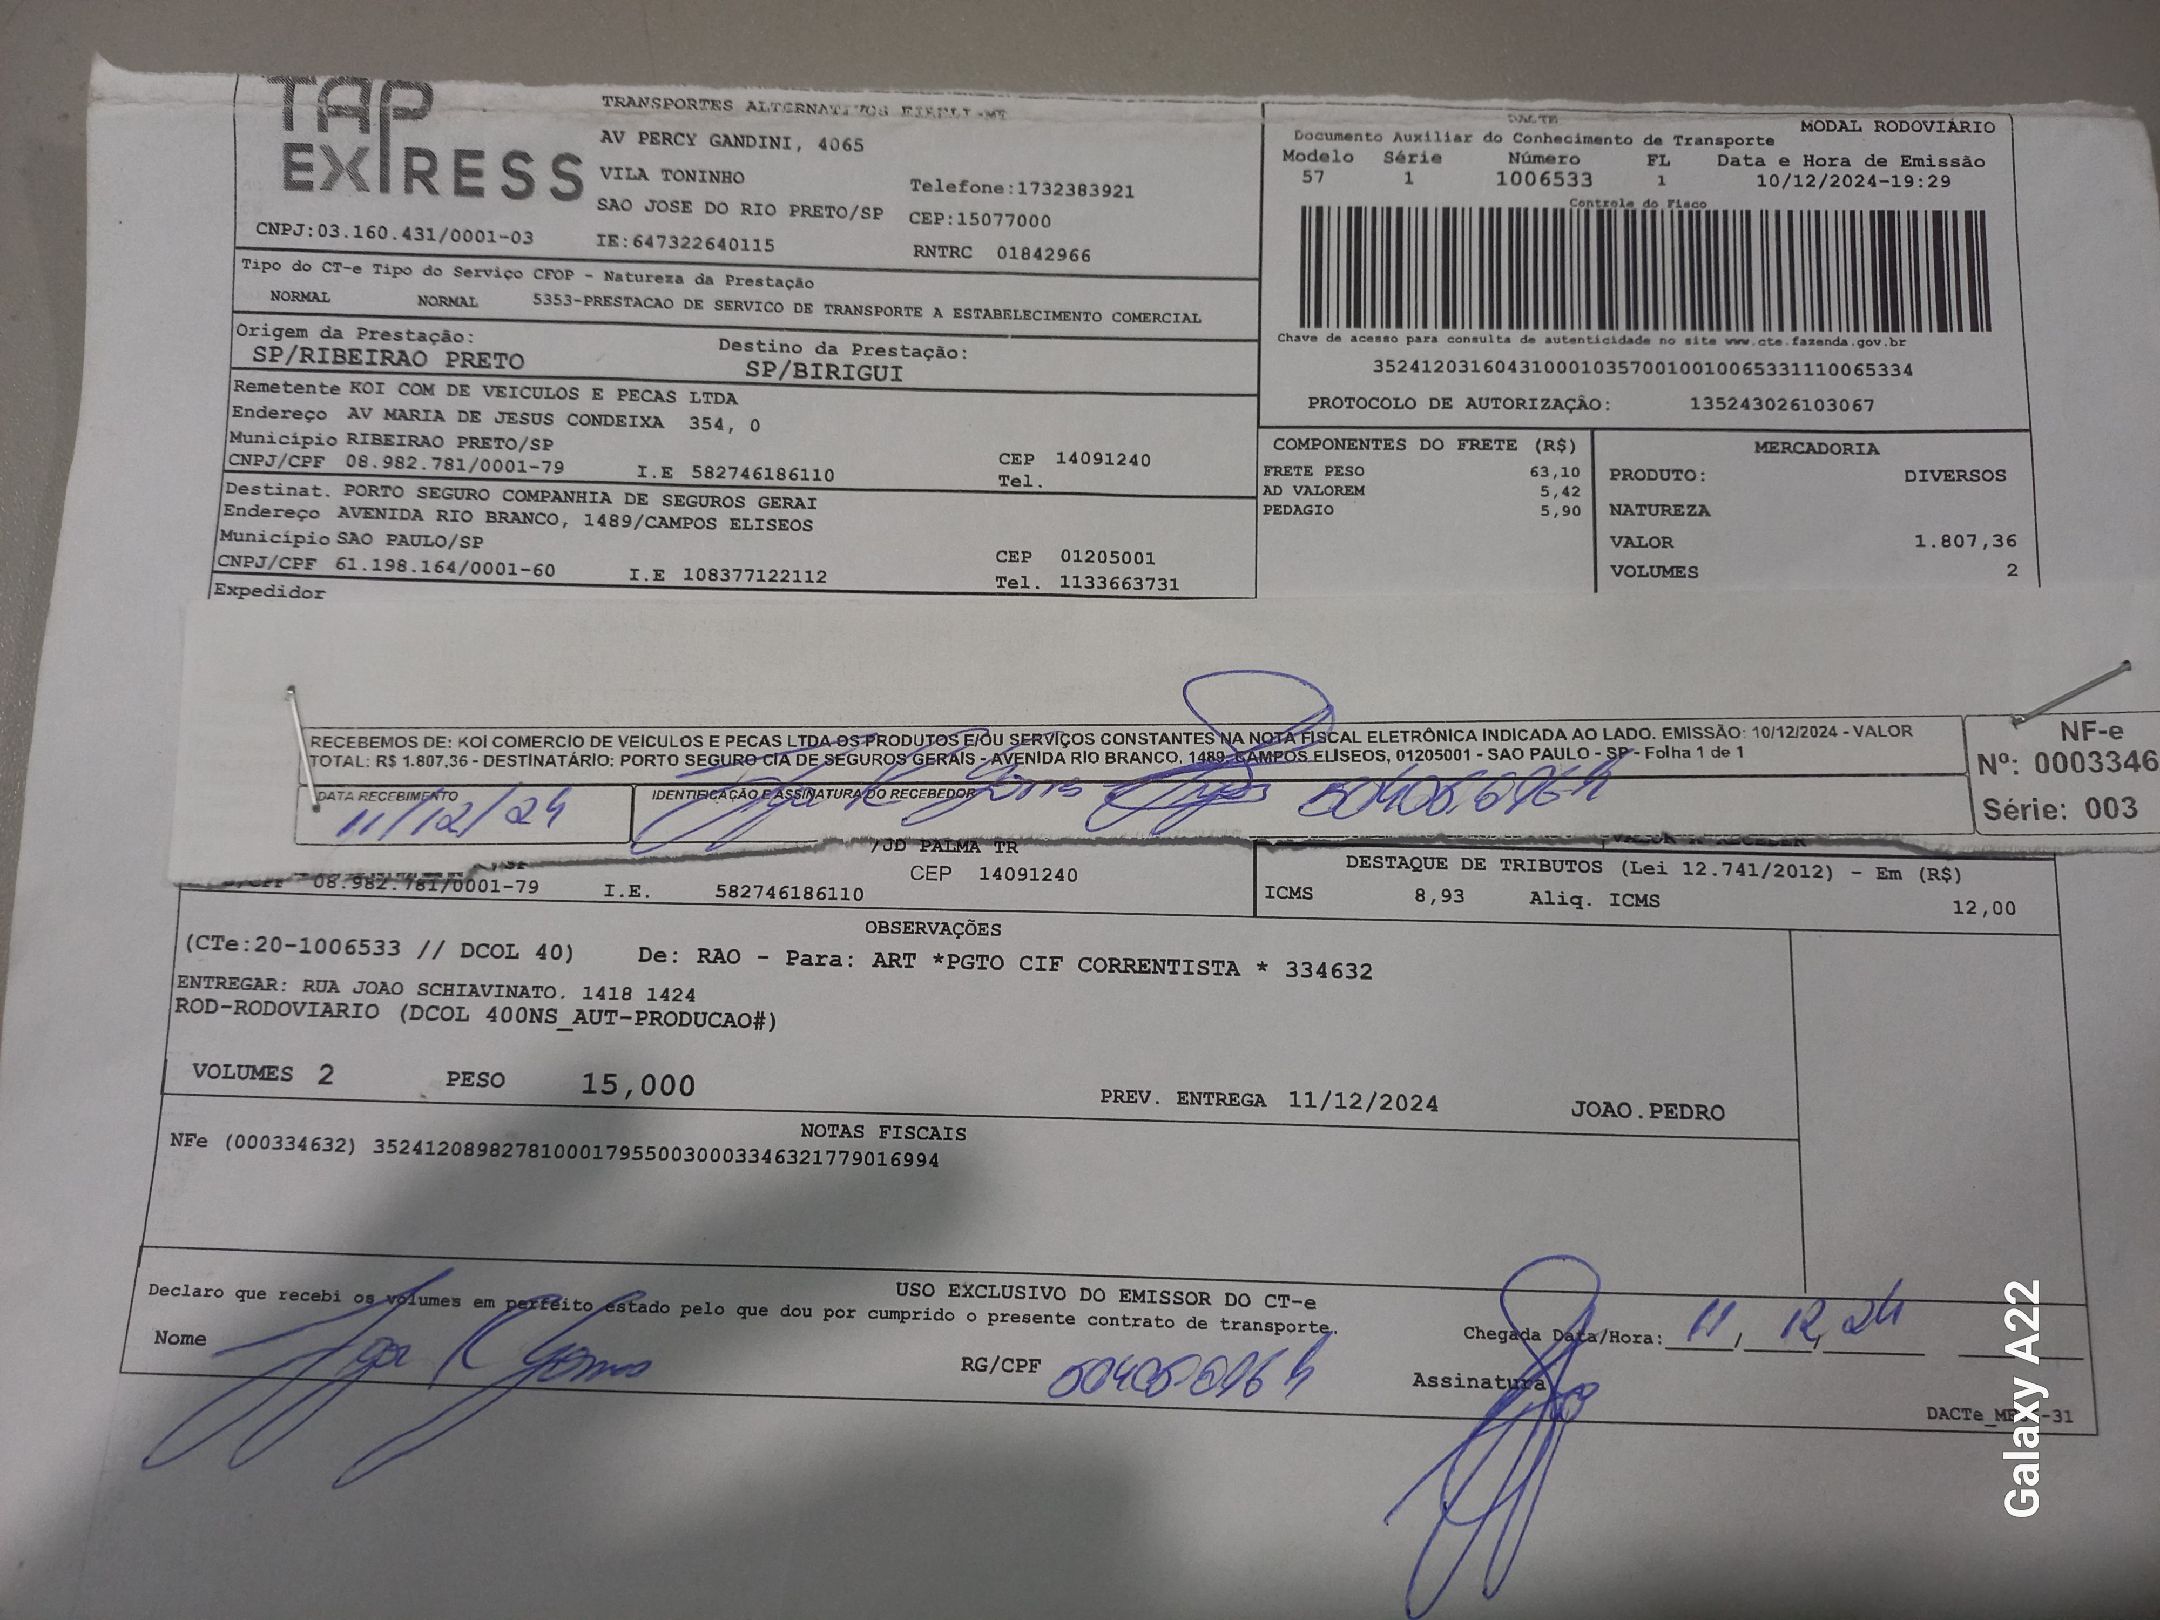 TAP EXPRESS
TRANSPORTES ALTERNATIVOS EIRELI-ME
AV PERCY GANDINI, 4065
VILA TONINHO
Telefone:1732383921
SAO JOSE DO RIO PRETO/SP CEP:15077000
CNPJ:03.160.431/0001-03 IE:647322640115 RNTRC 01842966
DACTE MODAL RODOVIÁRIO
Documento Auxiliar do Conhecimento de Transporte
Modelo Série Número FL Data e Hora de Emissão
57 1 1006533 1 10/12/2024-19:29
Controle do Fisco
Chave de acesso para consulta de autenticidade no site www.cte.fazenda.gov.br
35241203160431000103570010010065331110065334
PROTOCOLO DE AUTORIZAÇÃO: 135243026103067
Tipo do CT-e Tipo do Serviço CFOP - Natureza da Prestação
NORMAL NORMAL 5353-PRESTACAO DE SERVICO DE TRANSPORTE A ESTABELECIMENTO COMERCIAL
Origem da Prestação: Destino da Prestação:
SP/RIBEIRAO PRETO SP/BIRIGUI
Remetente KOI COM DE VEICULOS E PECAS LTDA
Endereço AV MARIA DE JESUS CONDEIXA 354, 0
Município RIBEIRAO PRETO/SP CEP 14091240
CNPJ/CPF 08.982.781/0001-79 I.E 582746186110 Tel.
Destinat. PORTO SEGURO COMPANHIA DE SEGUROS GERAI
Endereço AVENIDA RIO BRANCO, 1489/CAMPOS ELISEOS
Município SAO PAULO/SP CEP 01205001
CNPJ/CPF 61.198.164/0001-60 I.E 108377122112 Tel. 1133663731
Expedidor
COMPONENTES DO FRETE (R$)
FRETE PESO 63,10
AD VALOREM 5,42
PEDAGIO 5,90
MERCADORIA
PRODUTO: DIVERSOS
NATUREZA
VALOR 1.807,36
VOLUMES 2
RECEBEMOS DE: KOI COMERCIO DE VEICULOS E PECAS LTDA OS PRODUTOS E/OU SERVIÇOS CONSTANTES NA NOTA FISCAL ELETRÔNICA INDICADA AO LADO. EMISSÃO: 10/12/2024 - VALOR
TOTAL: R$ 1.807,36 - DESTINATÁRIO: PORTO SEGURO CIA DE SEGUROS GERAIS - AVENIDA RIO BRANCO, 1489- CAMPOS ELISEOS, 01205001 - SAO PAULO - SP - Folha 1 de 1
NF-e
Nº: 0003346
Série: 003
DATA RECEBIMENTO IDENTIFICAÇÃO E ASSINATURA DO RECEBEDOR
11/12/24
/JD PALMA TR
VALOR A RECEBER
CEP 14091240
08.982.781/0001-79 I.E. 582746186110
DESTAQUE DE TRIBUTOS (Lei 12.741/2012) - Em (R$)
ICMS 8,93 Aliq. ICMS 12,00
OBSERVAÇÕES
(CTe:20-1006533 // DCOL 40) De: RAO - Para: ART *PGTO CIF CORRENTISTA * 334632
ENTREGAR: RUA JOAO SCHIAVINATO. 1418 1424
ROD-RODOVIARIO (DCOL 400NS_AUT-PRODUCAO#)
VOLUMES 2 PESO 15,000 PREV. ENTREGA 11/12/2024 JOAO.PEDRO
NOTAS FISCAIS
NFe (000334632) 35241208982781000179550030003346321779016994
USO EXCLUSIVO DO EMISSOR DO CT-e
Declaro que recebi os volumes em perfeito estado pelo que dou por cumprido o presente contrato de transporte.
Chegada Data/Hora: 11, 12, 24
Nome RG/CPF Assinatura
Galaxy A22